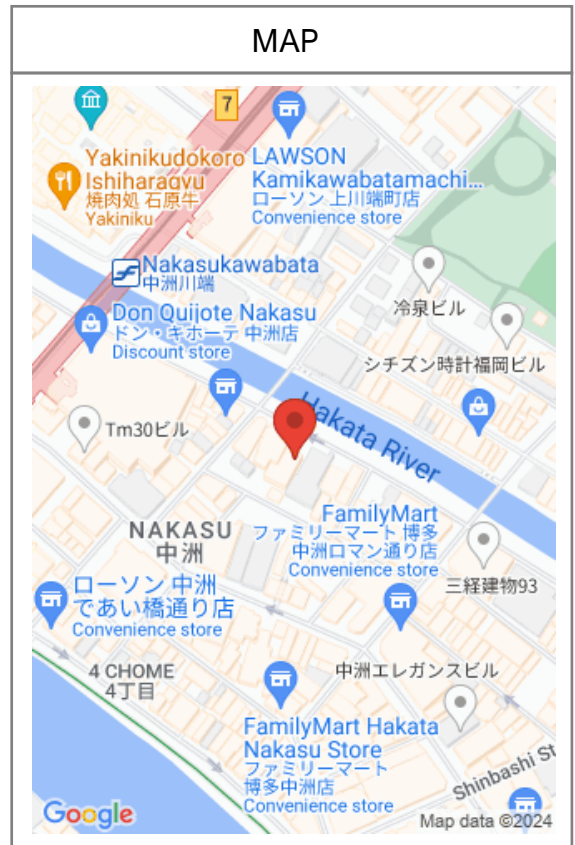 MAP
7
Yakinikudokoro
Ishiharagyu
焼肉処 石原牛
Yakiniku
LAWSON
Kamikawabatamachi...
ローソン 上川端町店
Convenience store
Nakasukawabata
中洲川端
冷泉ビル
Don Quijote Nakasu
ドン・キホーテ 中洲店
Discount store
シチズン時計福岡ビル
Hakata River
Tm30ビル
FamilyMart
ファミリーマート 博多
中洲ロマン通り店
Convenience store
NAKASU
中洲
三経建物93
ローソン 中洲
であい橋通り店
Convenience store
4 CHOME
4丁目
中洲エレガンスビル
FamilyMart Hakata
Nakasu Store
ファミリーマート
博多中洲店
Convenience store
Shinbashi St
Google
Map data ©2024